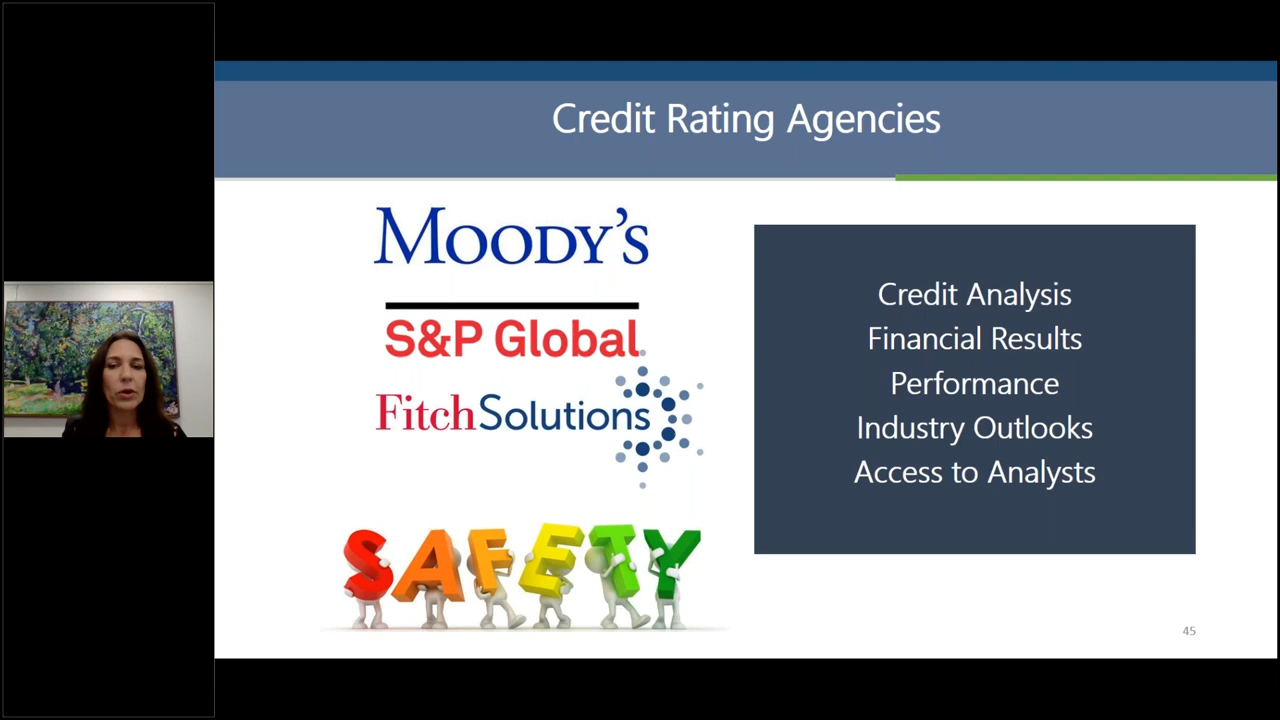 Credit Rating Agencies
MOODY'S
S&P Global
FitchSolutions
SAFETY
Credit Analysis
Financial Results
Performance
Industry Outlooks
Access to Analysts
45